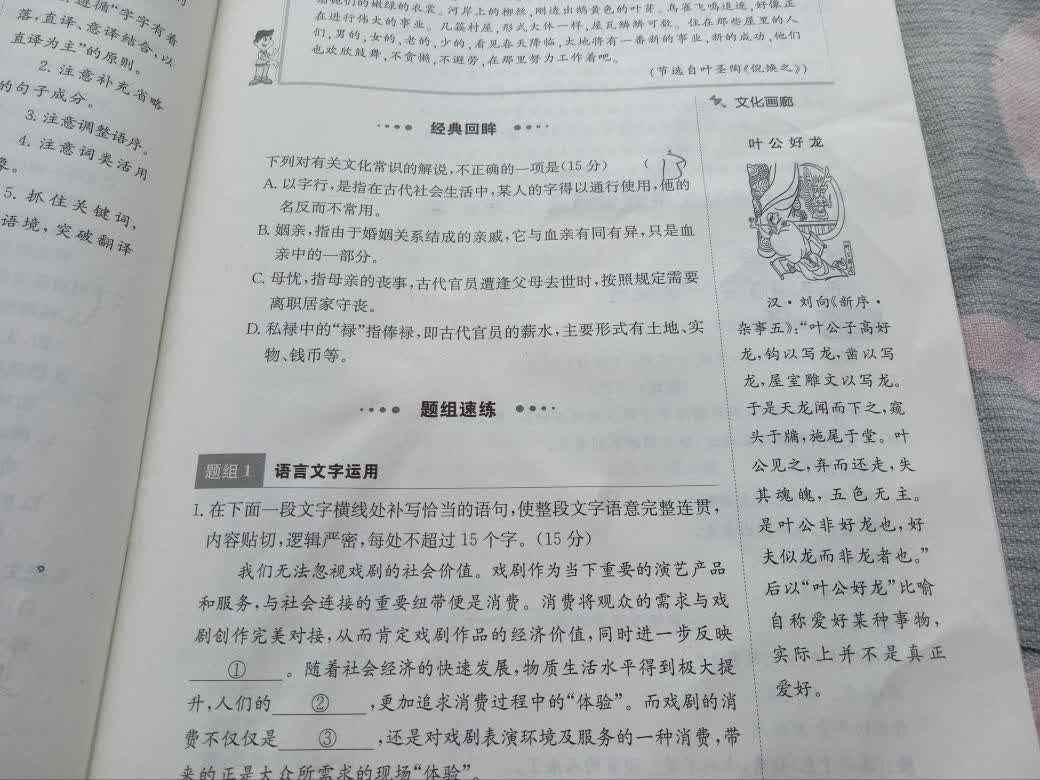 遵循“字字有着
落,直译、意译结合,以
直译为主”的原则。
2. 注意补充省略
的句子成分。
3. 注意调整语序。
4. 注意词类活用
象。
5. 抓住关键词,
语境,突破翻译
们的嫩绿的衣裳。河岸上的柳丝,刚透出鹅黄色的叶芽。鸟雀飞鸣追逐,好像正
在进行伟大的事业。几簇村屋,形式大体一样,屋瓦鳞鳞可数。住在那些屋里的人
们,男的,女的,老的,少的,看见春天降临,大地将有一番新的事业,新的成功,他们
也欢欣鼓舞,不贪懒,不避劳,在那里努力工作着吧。
(节选自叶圣陶《倪焕之》)
经典回眸
下列对有关文化常识的解说,不正确的一项是(15 分) ( B
A. 以字行,是指在古代社会生活中,某人的字得以通行使用,他的
名反而不常用。
B. 姻亲,指由于婚姻关系结成的亲戚,它与血亲有同有异,只是血
亲中的一部分。
C. 母忧,指母亲的丧事,古代官员遭逢父母去世时,按照规定需要
离职居家守丧。
D. 私禄中的“禄”指俸禄,即古代官员的薪水,主要形式有土地、实
物、钱币等。
题组速练
题组 1 语言文字运用
1. 在下面一段文字横线处补写恰当的语句,使整段文字语意完整连贯,
内容贴切,逻辑严密,每处不超过 15 个字。(15 分)
我们无法忽视戏剧的社会价值。戏剧作为当下重要的演艺产品
和服务,与社会连接的重要纽带便是消费。消费将观众的需求与戏
剧创作完美对接,从而肯定戏剧作品的经济价值,同时进一步反映
①。随着社会经济的快速发展,物质生活水平得到极大提
升,人们的②,更加追求消费过程中的“体验”。而戏剧的消
费不仅仅是③,还是对戏剧表演环境及服务的一种消费,带
来的正是大众所需求的现场“体验”。
文化画廊
叶公好龙
汉·刘向《新序·
杂事五》:“叶公子高好
龙,钩以写龙,凿以写
龙,屋室雕文以写龙。
于是天龙闻而下之,窥
头于牖,施尾于堂。叶
公见之,弃而还走,失
其魂魄,五色无主。
是叶公非好龙也,好
夫似龙而非龙者也。”
后以“叶公好龙”比喻
自称爱好某种事物,
实际上并不是真正
爱好。